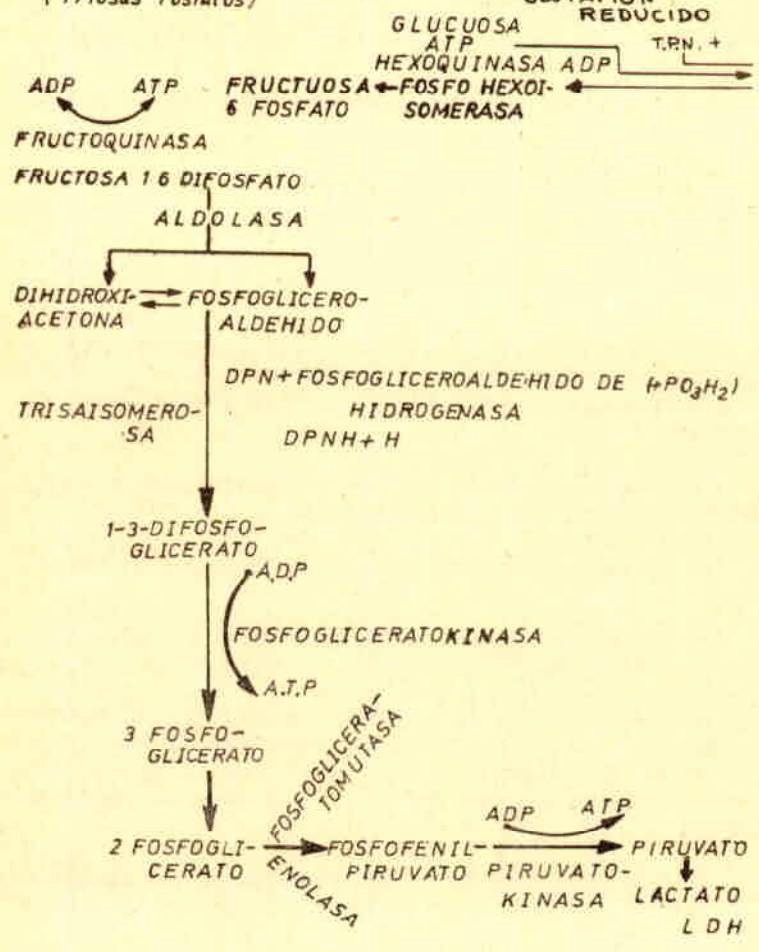 REDUCIDO
GLUCUOSA
ATP
T.P.N. +
HEXOQUINASA ADP
ADP ATP FRUCTUOSA FOSFO HEXOI-
6 FOSFATO SOMERASA
FRUCTOQUINASA
FRUCTOSA 1 6 DIFOSFATO
ALDOLASA
DIHIDROXI- FOSFOGLICERO-
ACETONA ALDEHIDO
DPN+FOSFOGLICEROALDEHIDO DE (+PO3H2)
TRISAISOMERO- HIDROGENASA
SA DPNH+ H
1-3-DIFOSFO-
GLICERATO
A.D.P
FOSFOGLICERATOKINASA
A.T.P
3 FOSFO-
GLICERATO
FOSFOGLICERA-
TOMUTASA
ADP ATP
2 FOSFOGLI- FOSFOFENIL- PIRUVATO
CERATO ENOLASA PIRUVATO PIRUVATO-
KINASA LACTATO
LDH